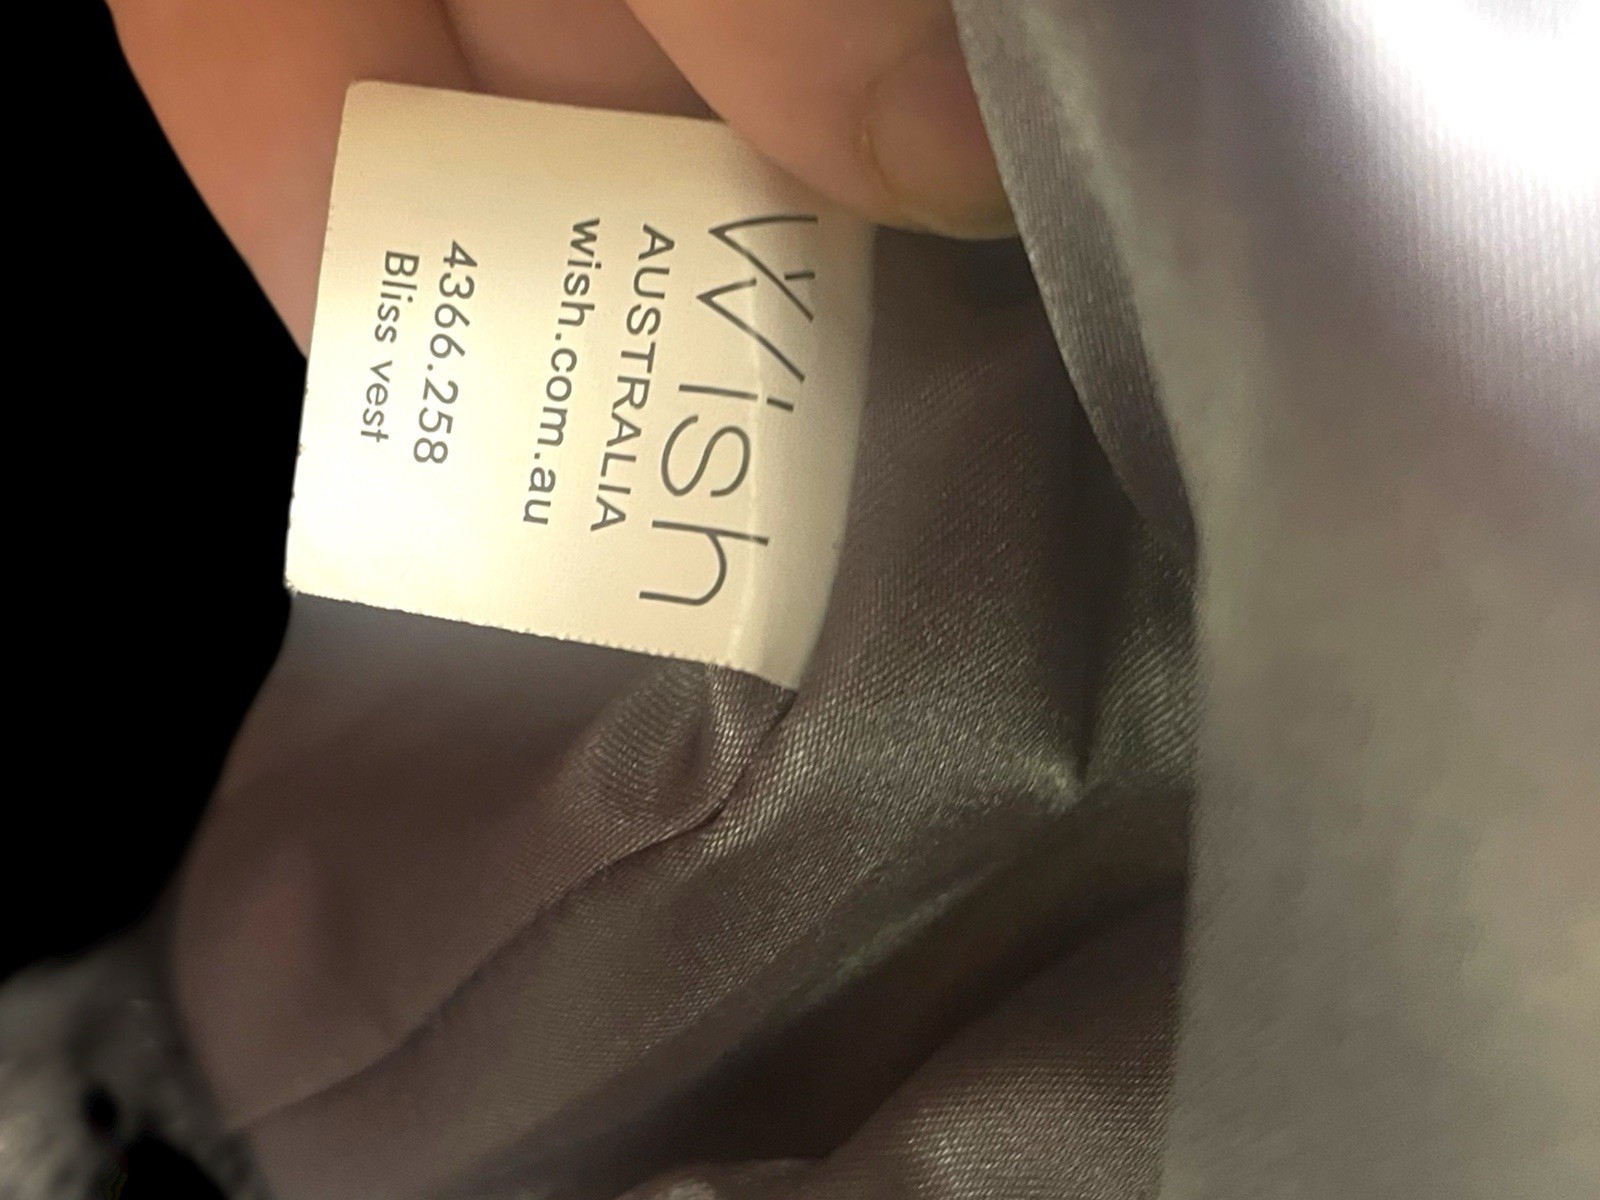 Wish
AUSTRALIA
wish.com.au
4366.258
Bliss vest